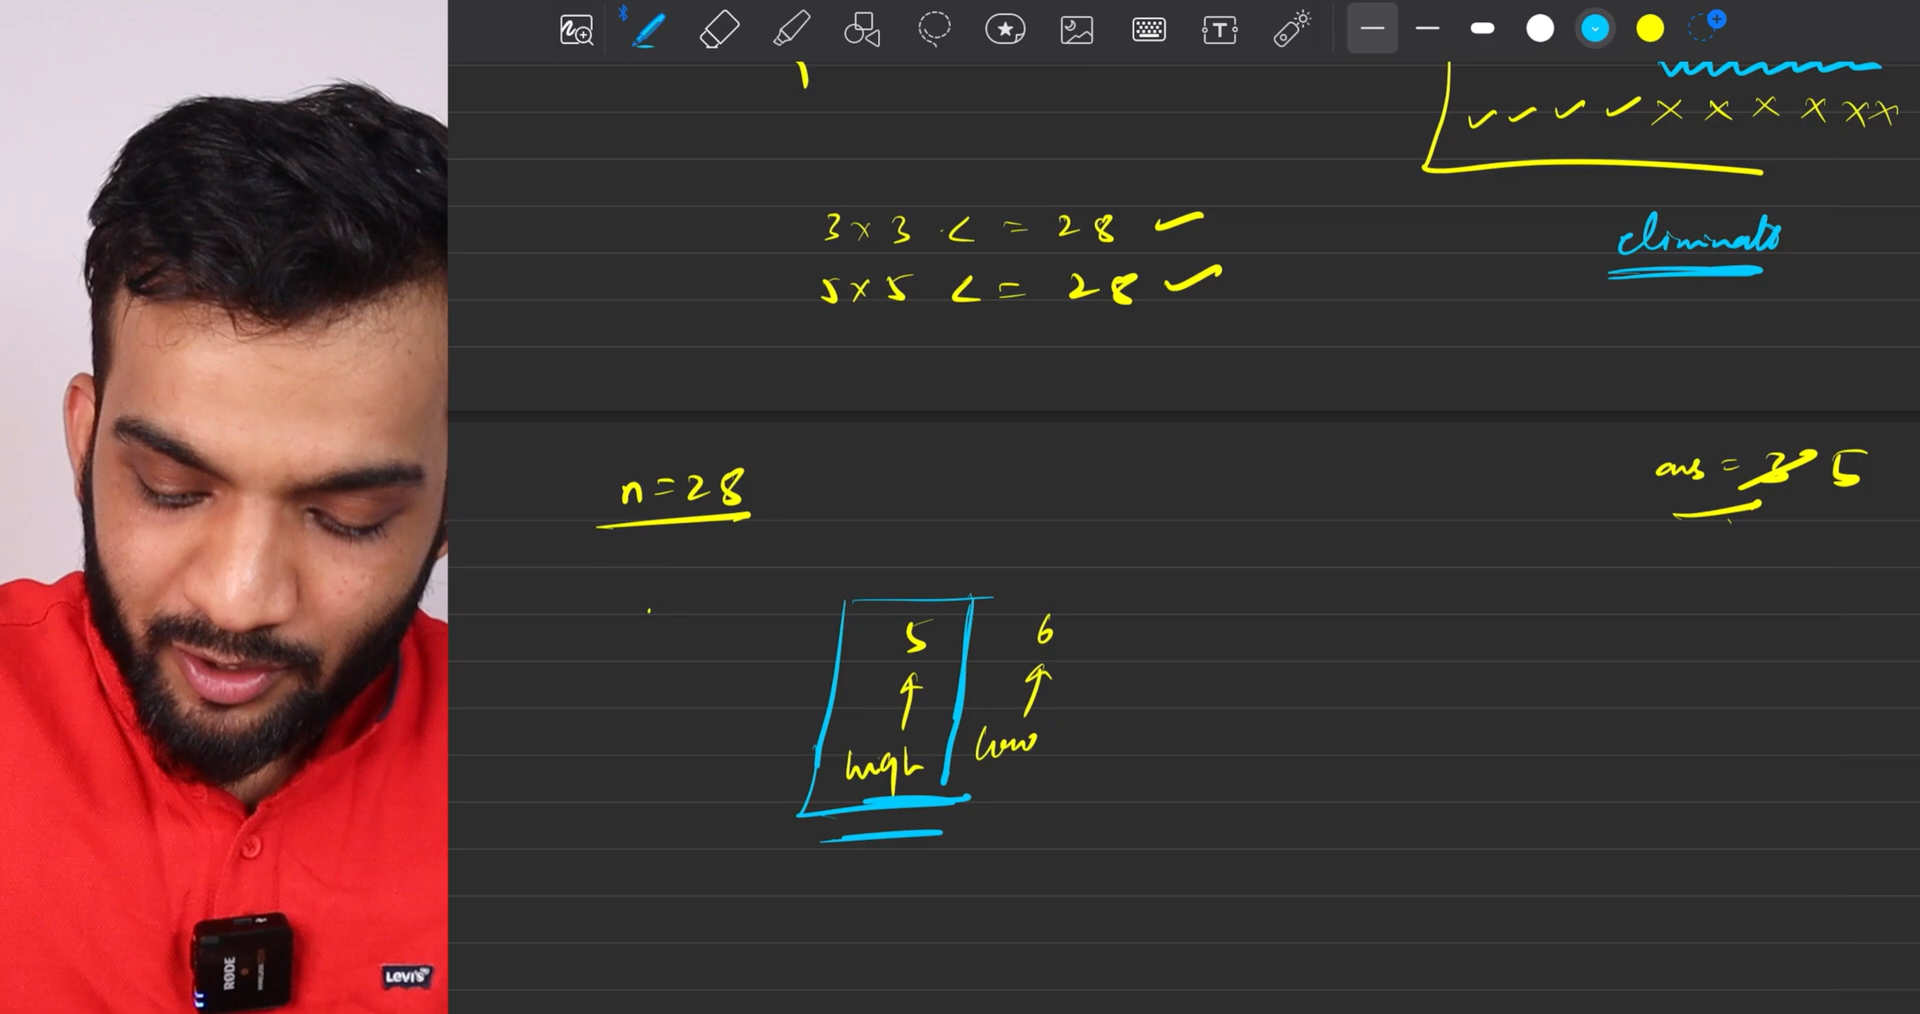 3 × 3 < = 28 ✓
5 × 5 < = 28 ✓
✓ ✓ ✓ ✓ × × × × × ×
eliminate
n = 28
ans = 3 5
5 6
high low
RØDE
Levi's